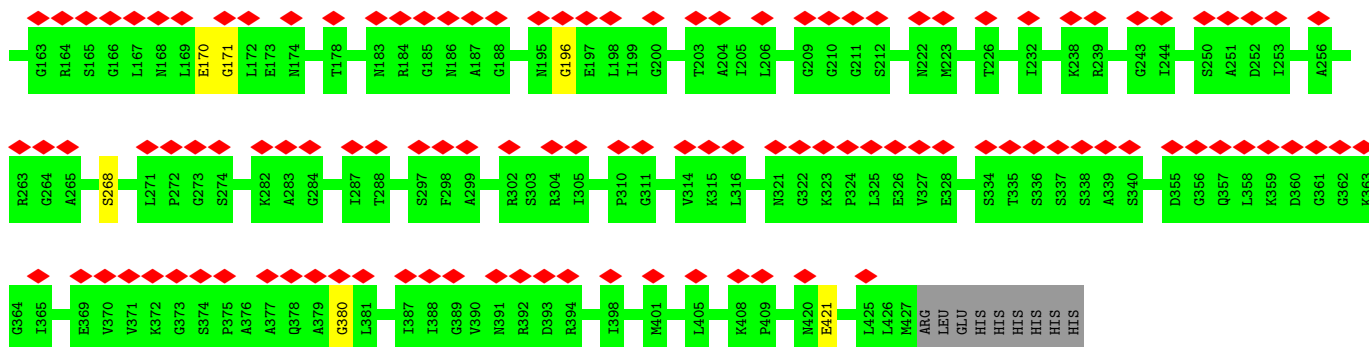 G163 R164 S165 G166 L167 N168 L169 E170 G171 L172 E173 N174 T178 N183 R184 G185 N186 A187 G188 N195 G196 E197 L198 I199 G200 T203 A204 I205 L206 G209 G210 G211 S212 N222 M223 T226 I232 K238 R239 G243 I244 S250 A251 D252 I253 A256
R263 G264 A265 S268 L271 P272 G273 S274 K282 A283 G284 I287 T288 S297 F298 A299 R302 S303 R304 I305 P310 G311 V314 K315 L316 N321 G322 K323 P324 L325 E326 V327 E328 S334 T335 S336 S337 S338 A339 S340 D355 G356 Q357 L358 K359 D360 G361 G362 K363
G364 I365 E369 V370 V371 K372 G373 S374 P375 A376 A377 Q378 A379 G380 L381 I387 I388 G389 V390 N391 R392 D393 R394 I398 M401 L405 K408 P409 N420 E421 L425 L426 M427 ARG LEU GLU HIS HIS HIS HIS HIS HIS